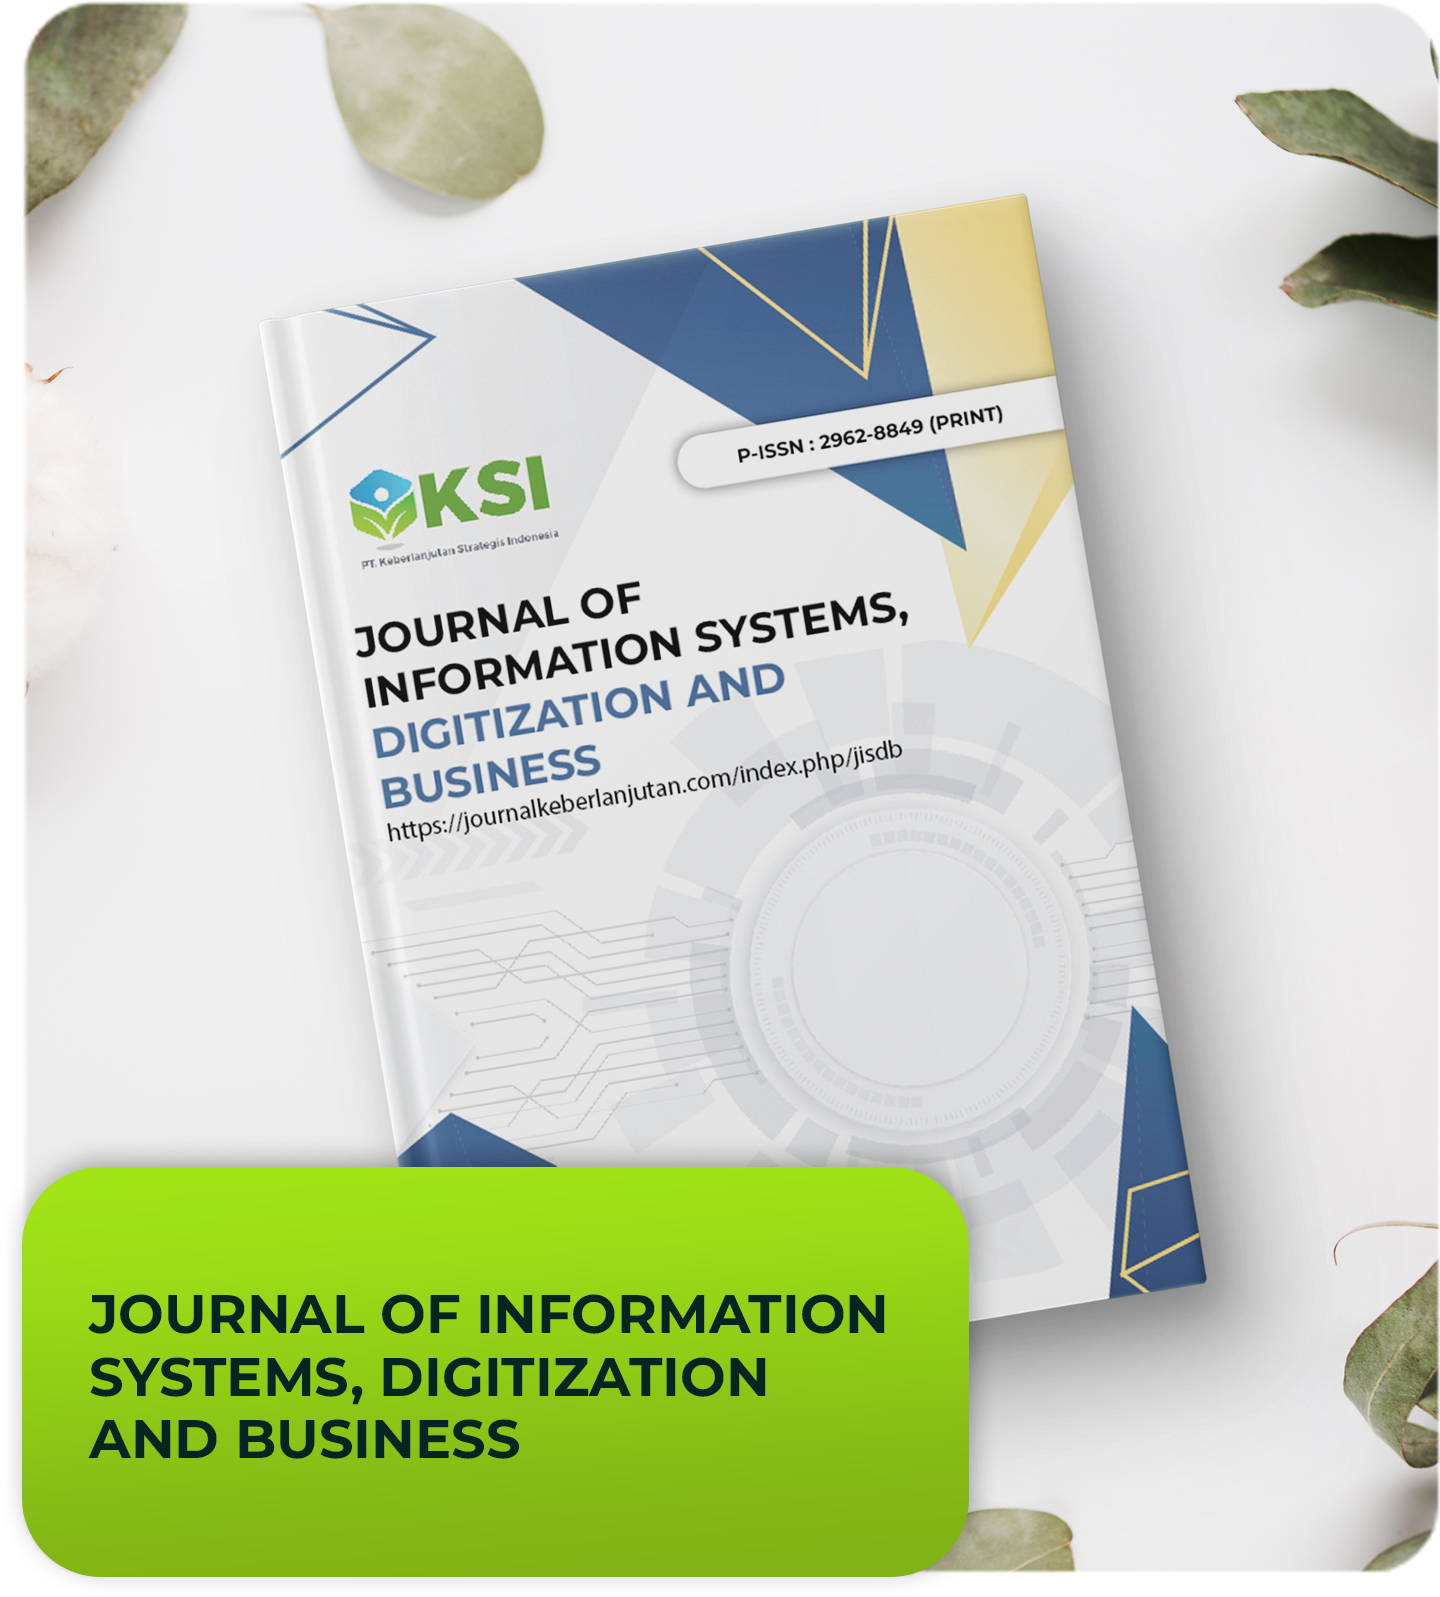 P-ISSN : 2962-8849 (PRINT)
KSI
PT. Keberlanjutan Strategis Indonesia
JOURNAL OF
INFORMATION SYSTEMS,
DIGITIZATION AND
BUSINESS
https://journalkeberlanjutan.com/index.php/jisdb
JOURNAL OF INFORMATION
SYSTEMS, DIGITIZATION
AND BUSINESS